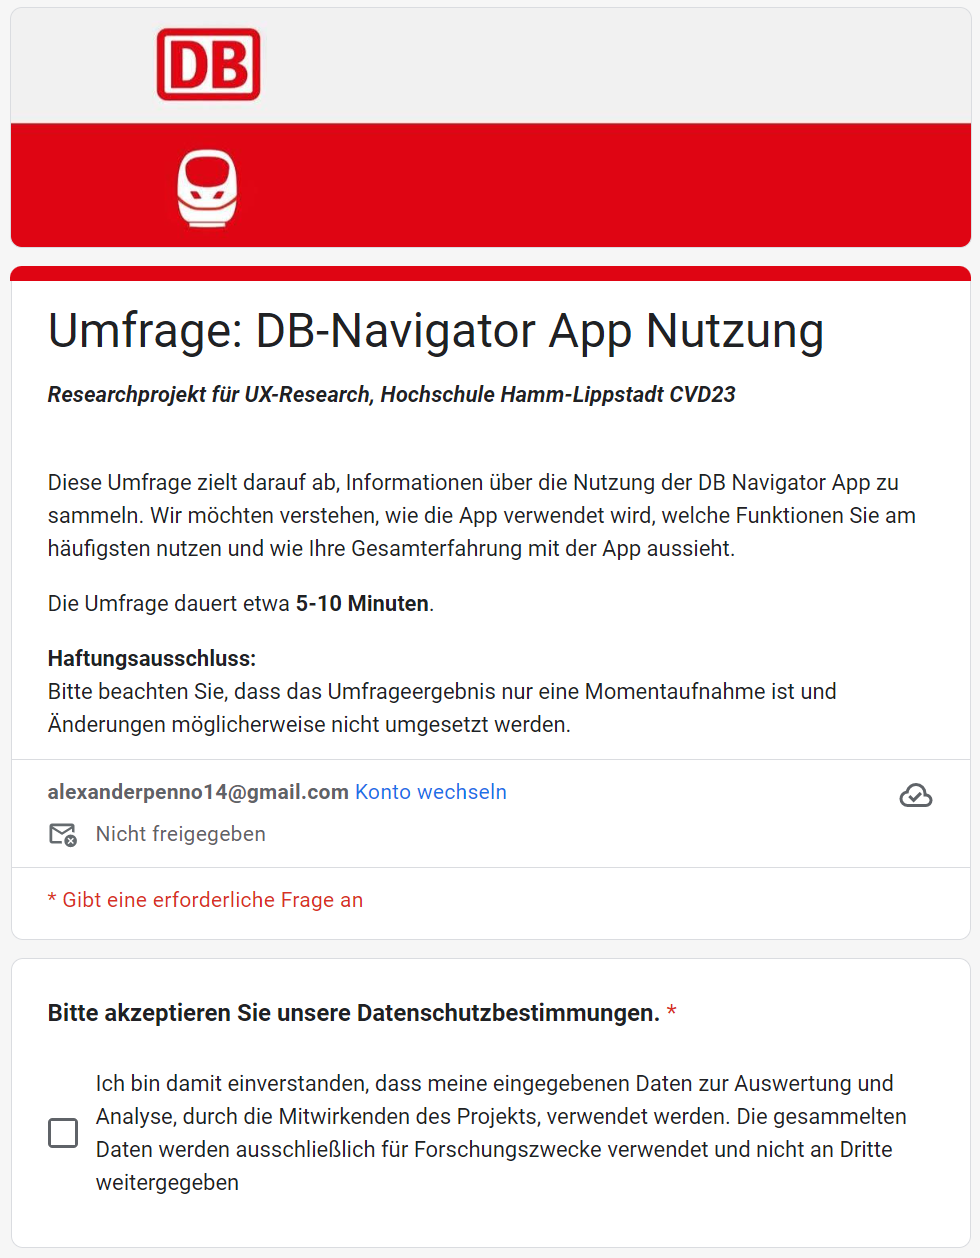 DB
Umfrage: DB-Navigator App Nutzung
Researchprojekt für UX-Research, Hochschule Hamm-Lippstadt CVD23
Diese Umfrage zielt darauf ab, Informationen über die Nutzung der DB Navigator App zu
sammeln. Wir möchten verstehen, wie die App verwendet wird, welche Funktionen Sie am
häufigsten nutzen und wie Ihre Gesamterfahrung mit der App aussieht.
Die Umfrage dauert etwa 5-10 Minuten.
Haftungsausschluss:
Bitte beachten Sie, dass das Umfrageergebnis nur eine Momentaufnahme ist und
Änderungen möglicherweise nicht umgesetzt werden.
alexanderpenno14@gmail.com Konto wechseln
Nicht freigegeben
* Gibt eine erforderliche Frage an
Bitte akzeptieren Sie unsere Datenschutzbestimmungen. *
Ich bin damit einverstanden, dass meine eingegebenen Daten zur Auswertung und
Analyse, durch die Mitwirkenden des Projekts, verwendet werden. Die gesammelten
Daten werden ausschließlich für Forschungszwecke verwendet und nicht an Dritte
weitergegeben